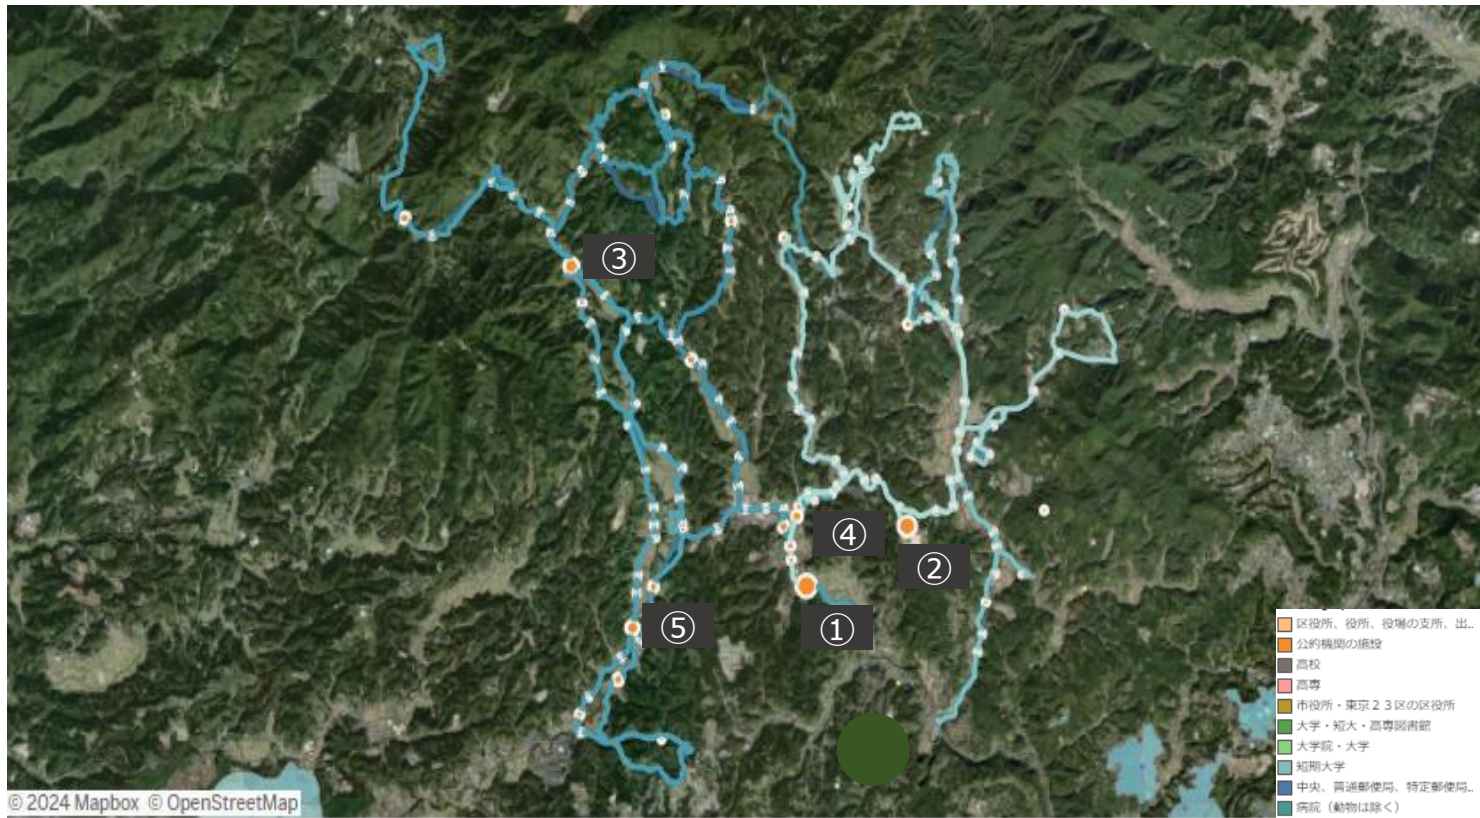 ③
④
②
①
⑤
区役所、役所、役場の支所、出..
公的機関の施設
高校
高専
市役所・東京２３区の区役所
大学・短大・高専図書館
大学院・大学
短期大学
中央、普通郵便局、特定郵便局..
病院（動物は除く）
© 2024 Mapbox © OpenStreetMap